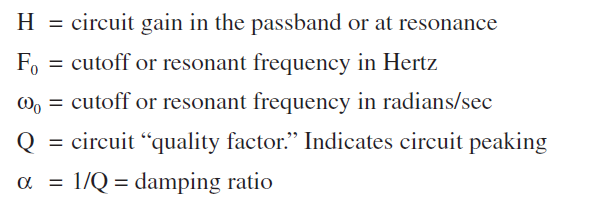 H = circuit gain in the passband or at resonance
F₀ = cutoff or resonant frequency in Hertz
ω₀ = cutoff or resonant frequency in radians/sec
Q = circuit “quality factor.” Indicates circuit peaking
α = 1/Q = damping ratio